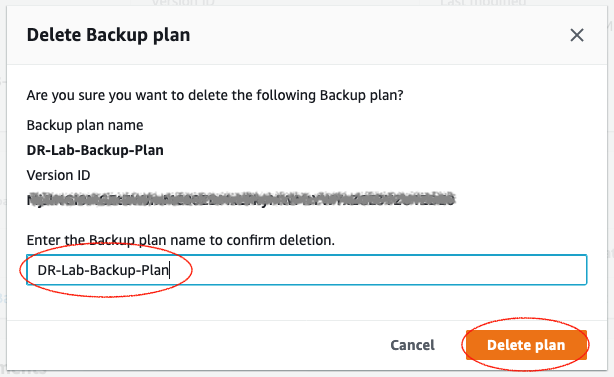 Version ID
Last modified
Delete Backup plan
Are you sure you want to delete the following Backup plan?
Backup plan name
DR-Lab-Backup-Plan
Version ID
Enter the Backup plan name to confirm deletion.
DR-Lab-Backup-Plan
Cancel
Delete plan